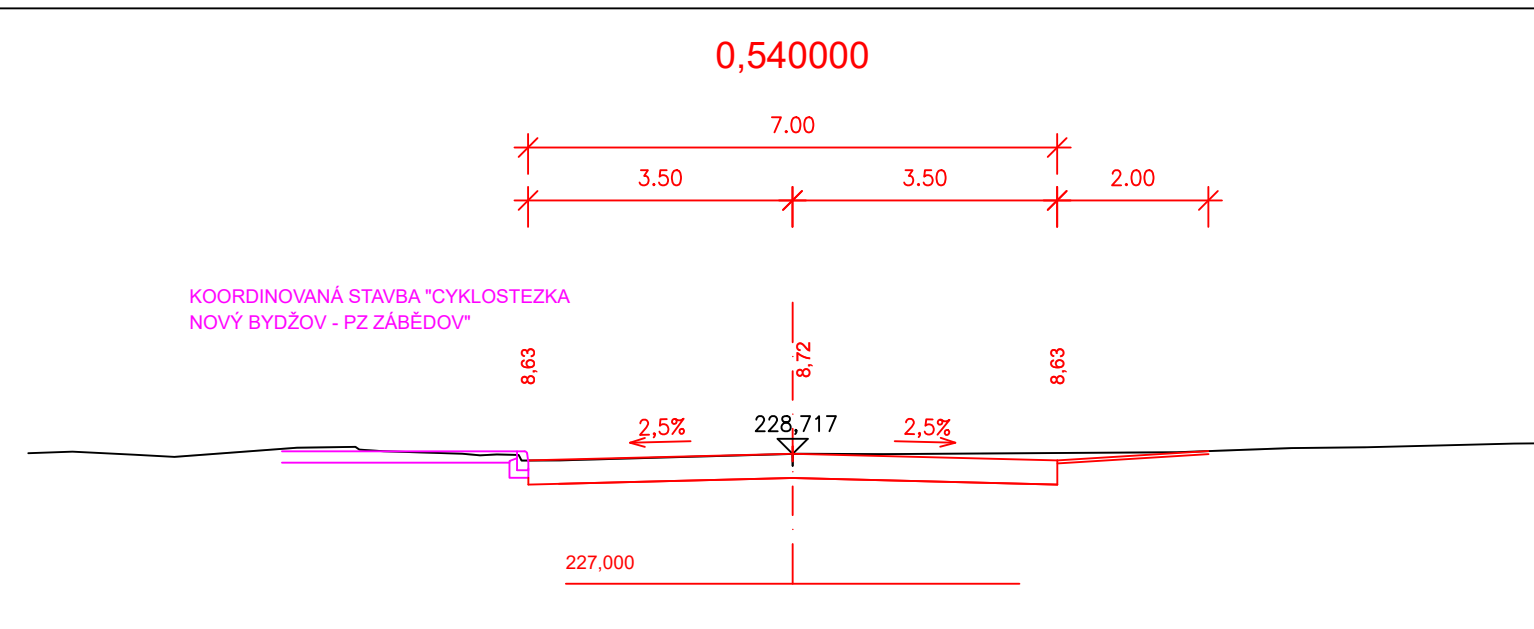 0,540000
7.00
3.50 3.50 2.00
KOORDINOVANÁ STAVBA "CYKLOSTEZKA
NOVÝ BYDŽOV - PZ ZÁBĚDOV"
8,63 8,72 8,63
2,5% 228,717 2,5%
227,000